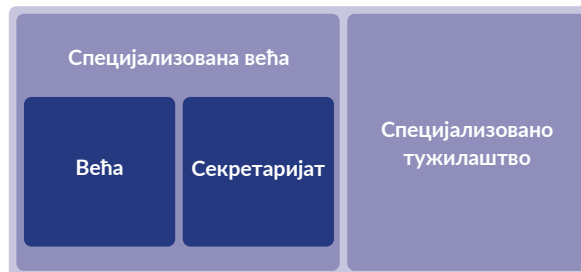 Специјализована већа
Већа
Секретаријат
Специјализовано
тужилаштво